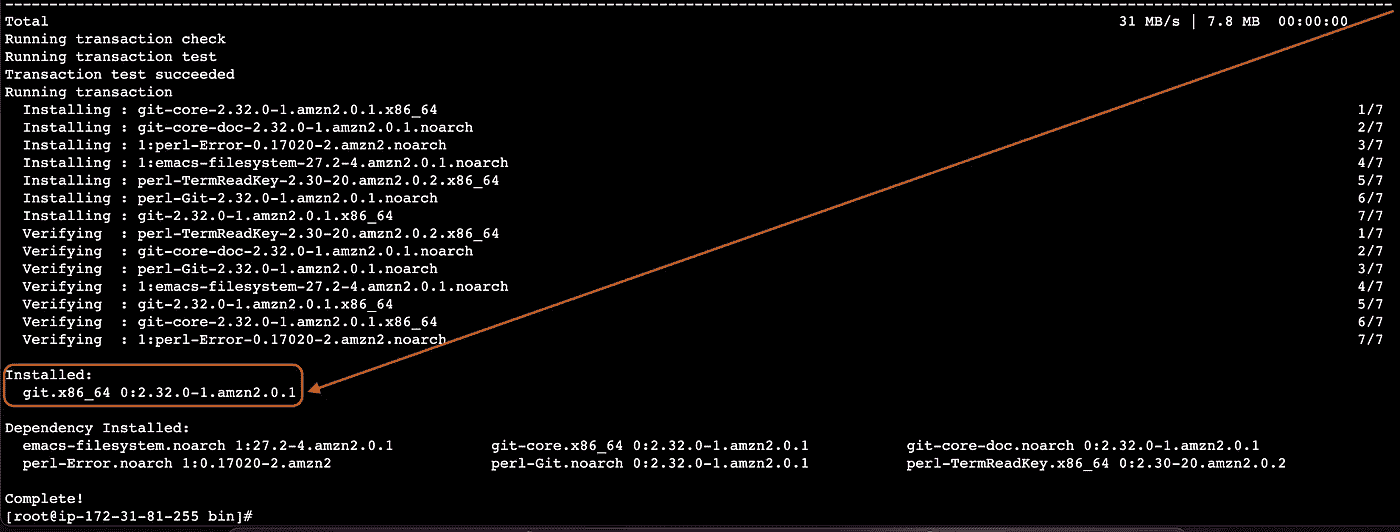 --------------------------------------------------------------------------------
Total 31 MB/s | 7.8 MB 00:00:00
Running transaction check
Running transaction test
Transaction test succeeded
Running transaction
Installing : git-core-2.32.0-1.amzn2.0.1.x86_64 1/7
Installing : git-core-doc-2.32.0-1.amzn2.0.1.noarch 2/7
Installing : 1:perl-Error-0.17020-2.amzn2.noarch 3/7
Installing : 1:emacs-filesystem-27.2-4.amzn2.0.1.noarch 4/7
Installing : perl-TermReadKey-2.30-20.amzn2.0.2.x86_64 5/7
Installing : perl-Git-2.32.0-1.amzn2.0.1.noarch 6/7
Installing : git-2.32.0-1.amzn2.0.1.x86_64 7/7
Verifying : perl-TermReadKey-2.30-20.amzn2.0.2.x86_64 1/7
Verifying : git-core-doc-2.32.0-1.amzn2.0.1.noarch 2/7
Verifying : perl-Git-2.32.0-1.amzn2.0.1.noarch 3/7
Verifying : 1:emacs-filesystem-27.2-4.amzn2.0.1.noarch 4/7
Verifying : git-2.32.0-1.amzn2.0.1.x86_64 5/7
Verifying : git-core-2.32.0-1.amzn2.0.1.x86_64 6/7
Verifying : 1:perl-Error-0.17020-2.amzn2.noarch 7/7
Installed:
git.x86_64 0:2.32.0-1.amzn2.0.1
Dependency Installed:
emacs-filesystem.noarch 1:27.2-4.amzn2.0.1 git-core.x86_64 0:2.32.0-1.amzn2.0.1 git-core-doc.noarch 0:2.32.0-1.amzn2.0.1
perl-Error.noarch 1:0.17020-2.amzn2 perl-Git.noarch 0:2.32.0-1.amzn2.0.1 perl-TermReadKey.x86_64 0:2.30-20.amzn2.0.2
Complete!
[root@ip-172-31-81-255 bin]#